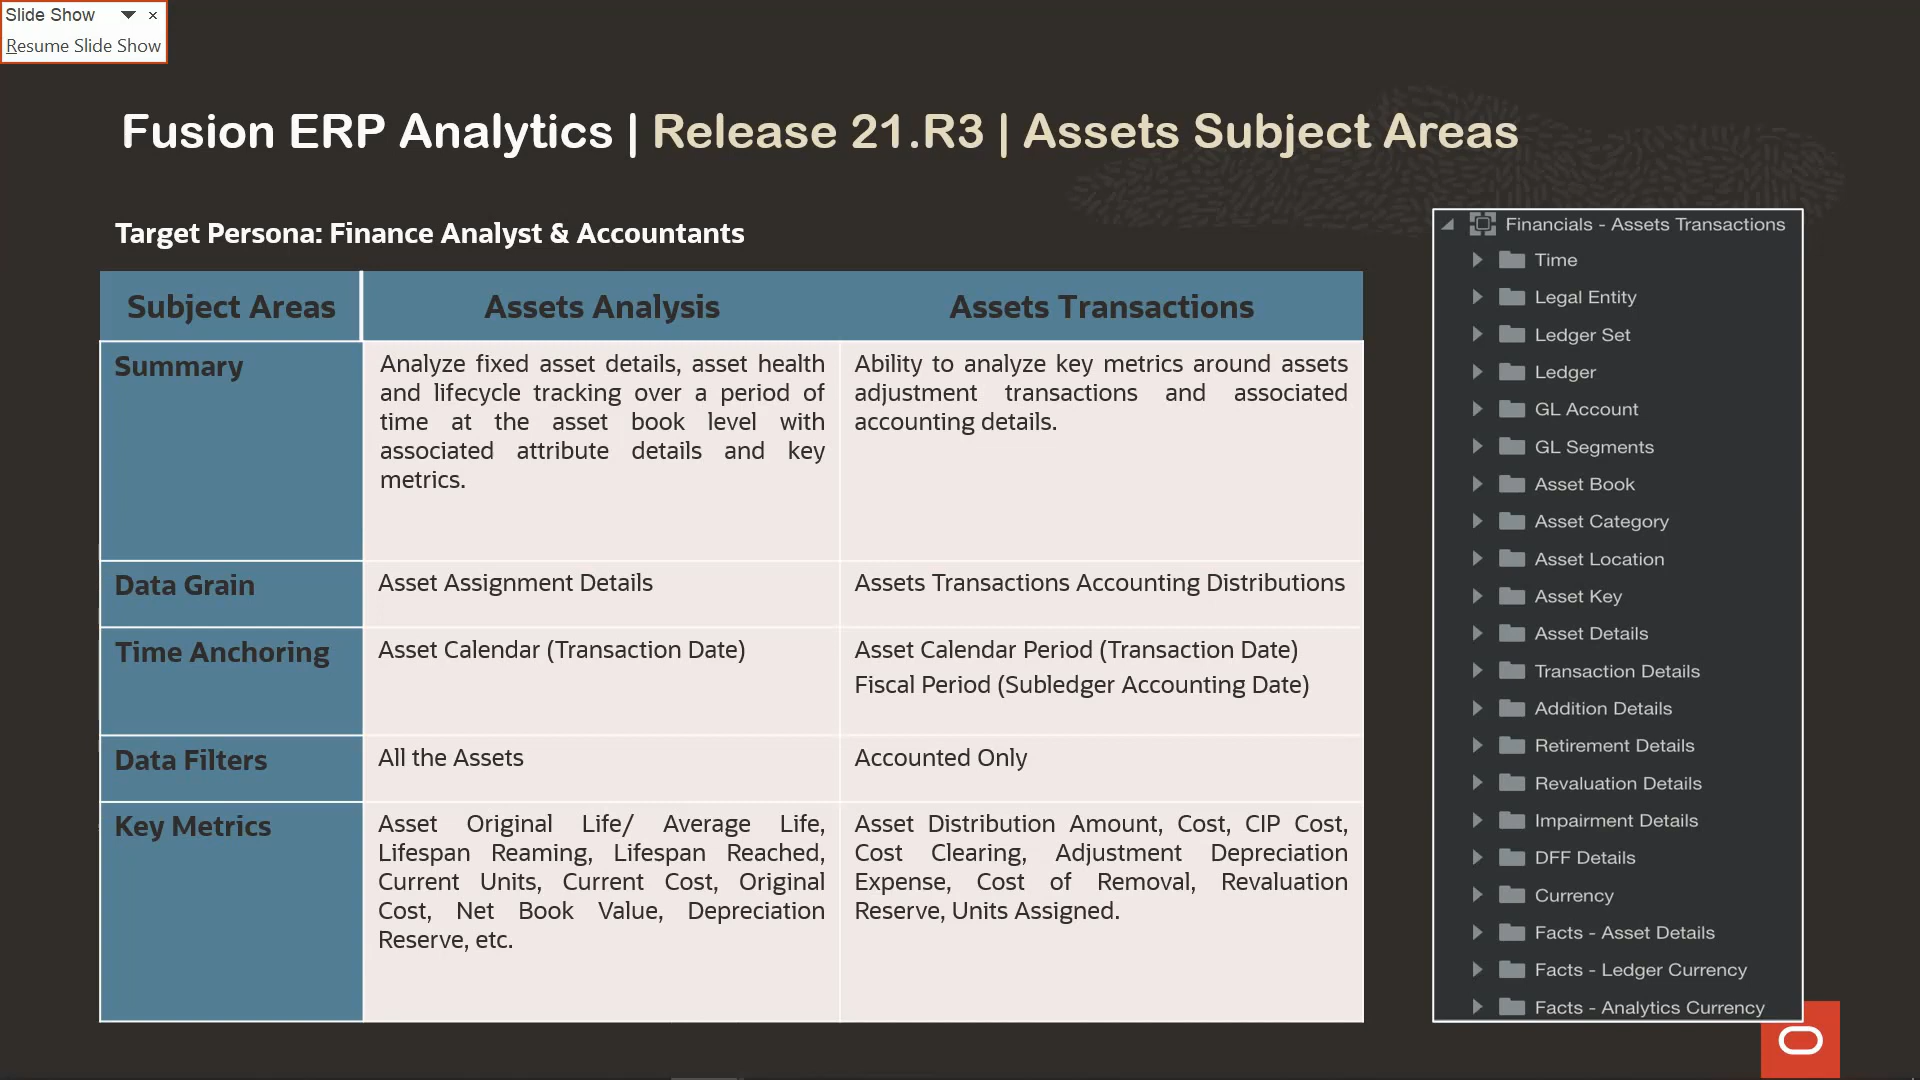 Slide Show
Resume Slide Show
Fusion ERP Analytics | Release 21.R3 | Assets Subject Areas
Target Persona: Finance Analyst & Accountants
Subject Areas
Assets Analysis
Assets Transactions
Summary
Analyze fixed asset details, asset health
and lifecycle tracking over a period of
time at the asset book level with
associated attribute details and key
metrics.
Ability to analyze key metrics around assets
adjustment transactions and associated
accounting details.
Data Grain
Asset Assignment Details
Assets Transactions Accounting Distributions
Time Anchoring
Asset Calendar (Transaction Date)
Asset Calendar Period (Transaction Date)
Fiscal Period (Subledger Accounting Date)
Data Filters
All the Assets
Accounted Only
Key Metrics
Asset Original Life/ Average Life,
Lifespan Reaming, Lifespan Reached,
Current Units, Current Cost, Original
Cost, Net Book Value, Depreciation
Reserve, etc.
Asset Distribution Amount, Cost, CIP Cost,
Cost Clearing, Adjustment Depreciation
Expense, Cost of Removal, Revaluation
Reserve, Units Assigned.
Financials - Assets Transactions
Time
Legal Entity
Ledger Set
Ledger
GL Account
GL Segments
Asset Book
Asset Category
Asset Location
Asset Key
Asset Details
Transaction Details
Addition Details
Retirement Details
Revaluation Details
Impairment Details
DFF Details
Currency
Facts - Asset Details
Facts - Ledger Currency
Facts - Analytics Currency